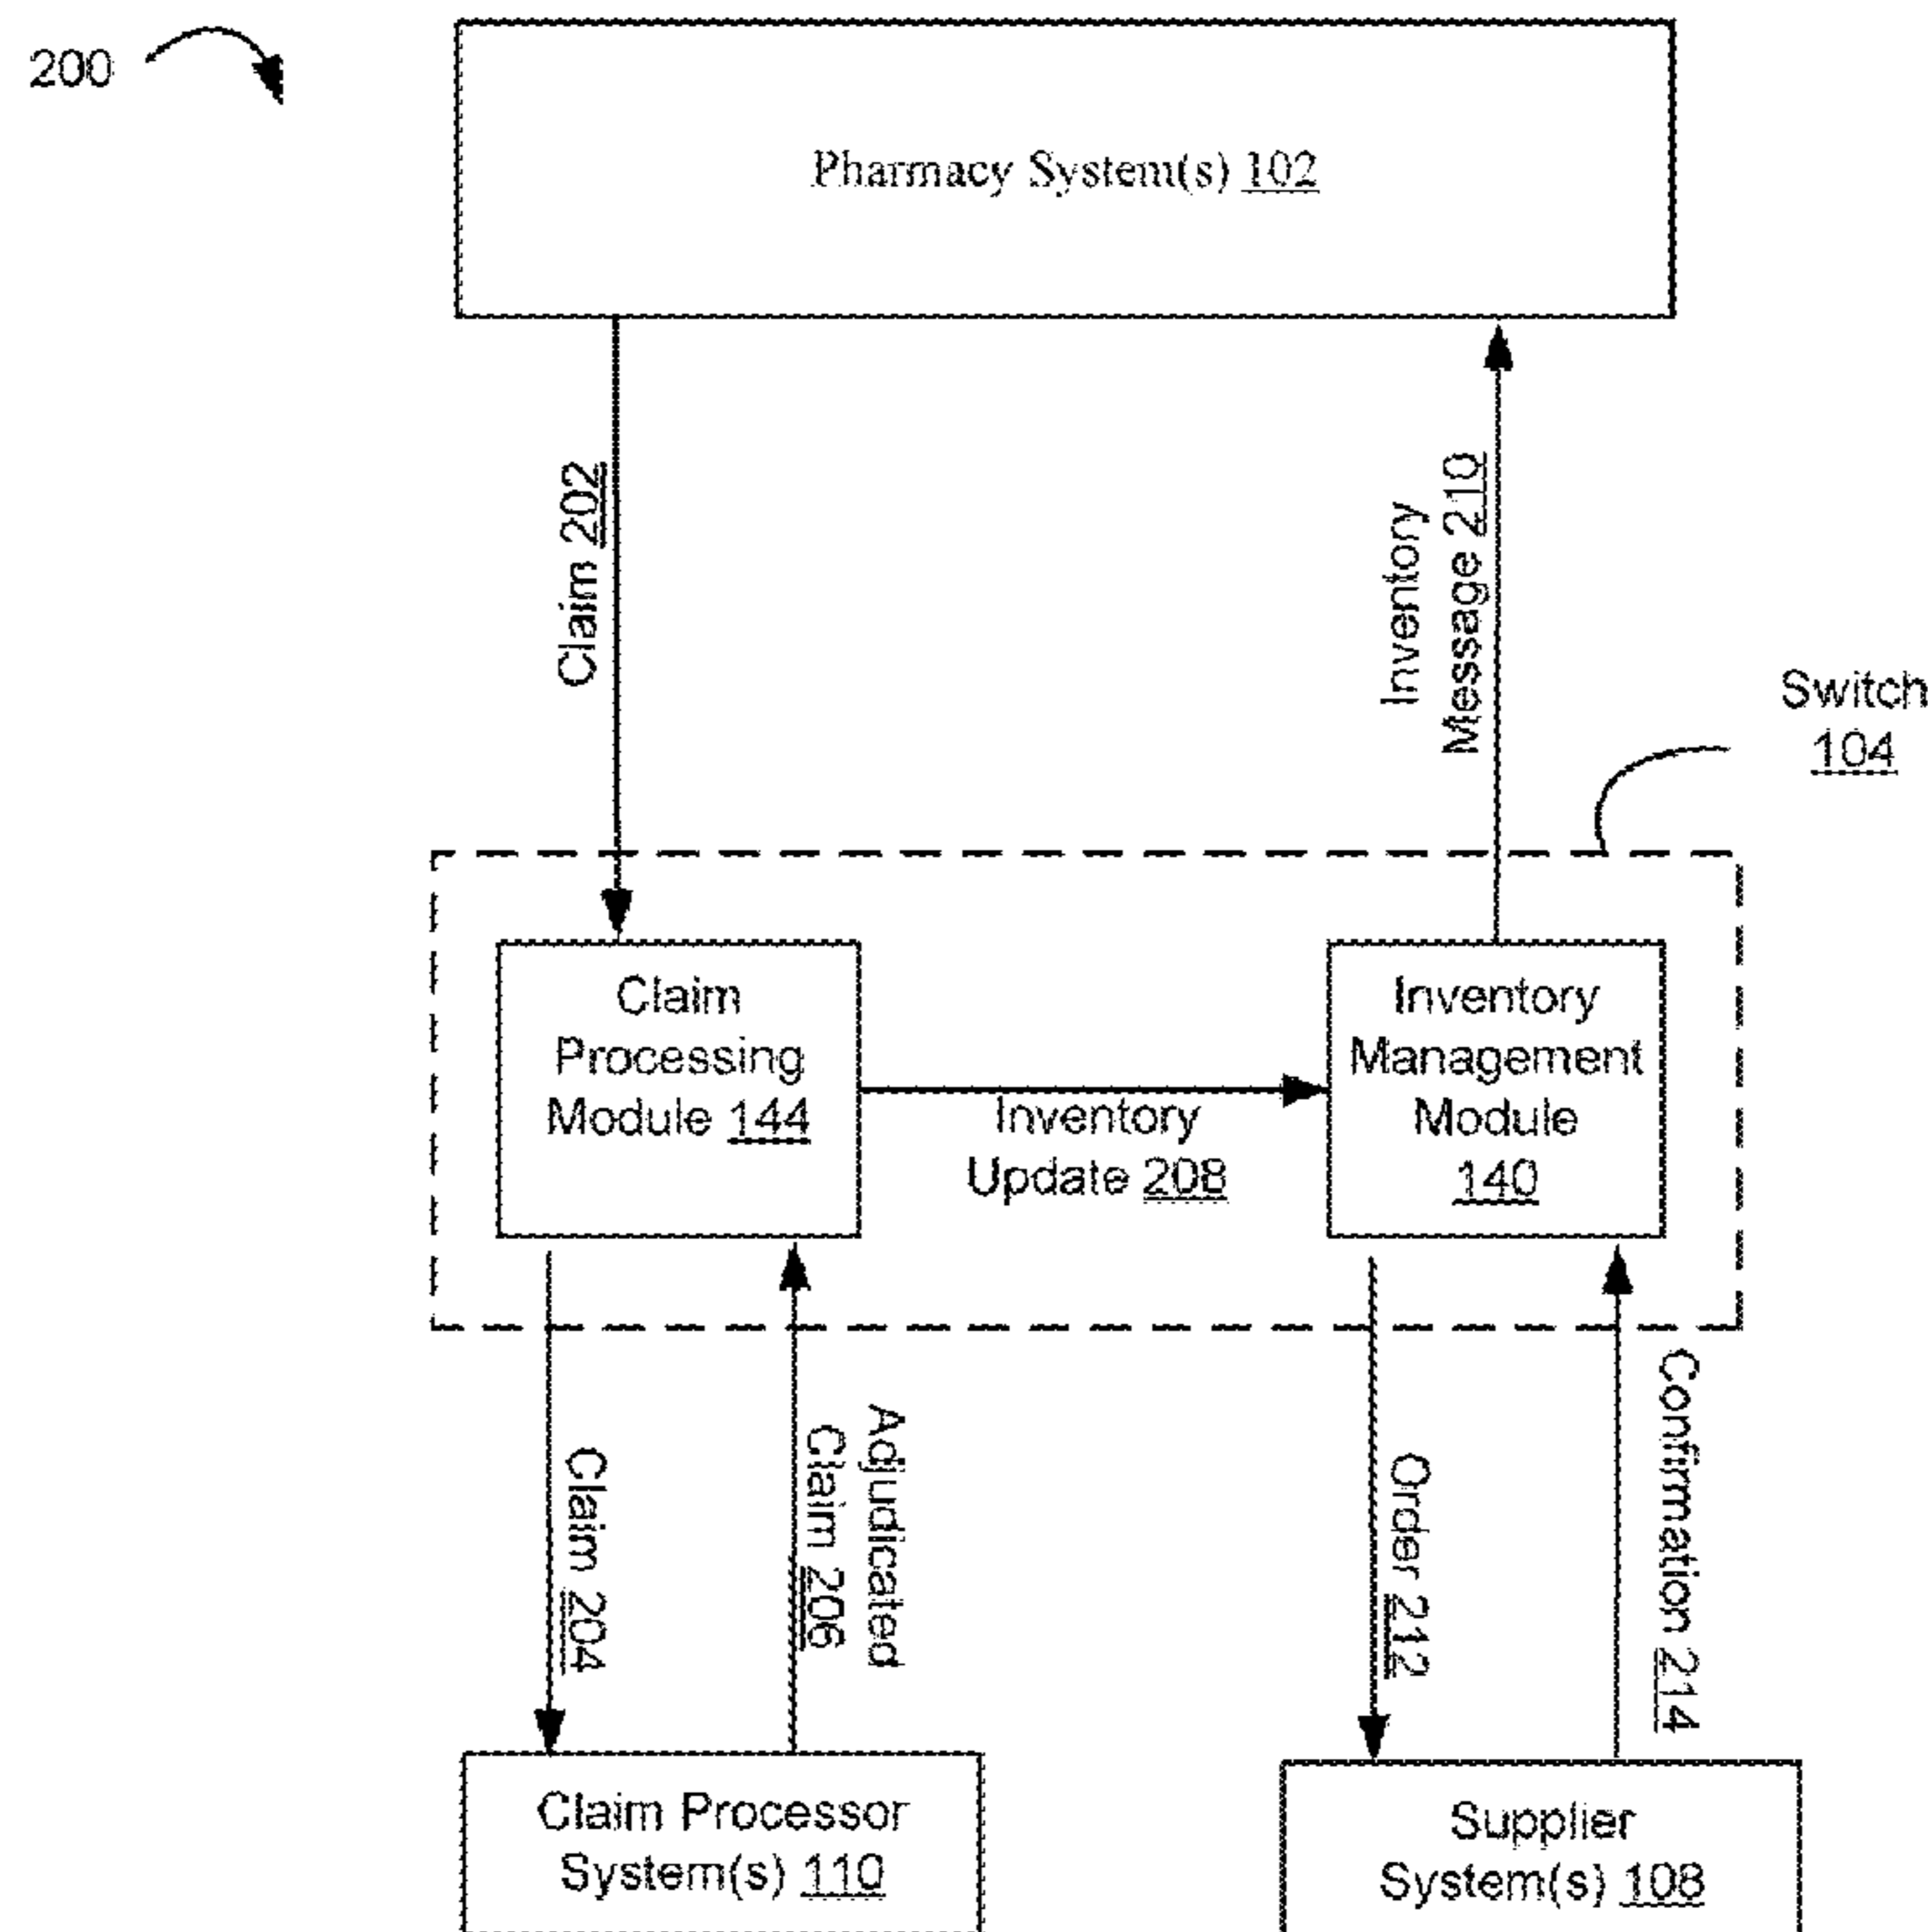 200
Pharmacy System(s) 102
Claim 202
Inventory
Message 210
Switch
104
Claim
Processing
Module 144
Inventory
Update 208
Inventory
Management
Module
140
Claim 204
Adjudicated
Claim 206
Order 212
Confirmation 214
Claim Processor
System(s) 110
Supplier
System(s) 108